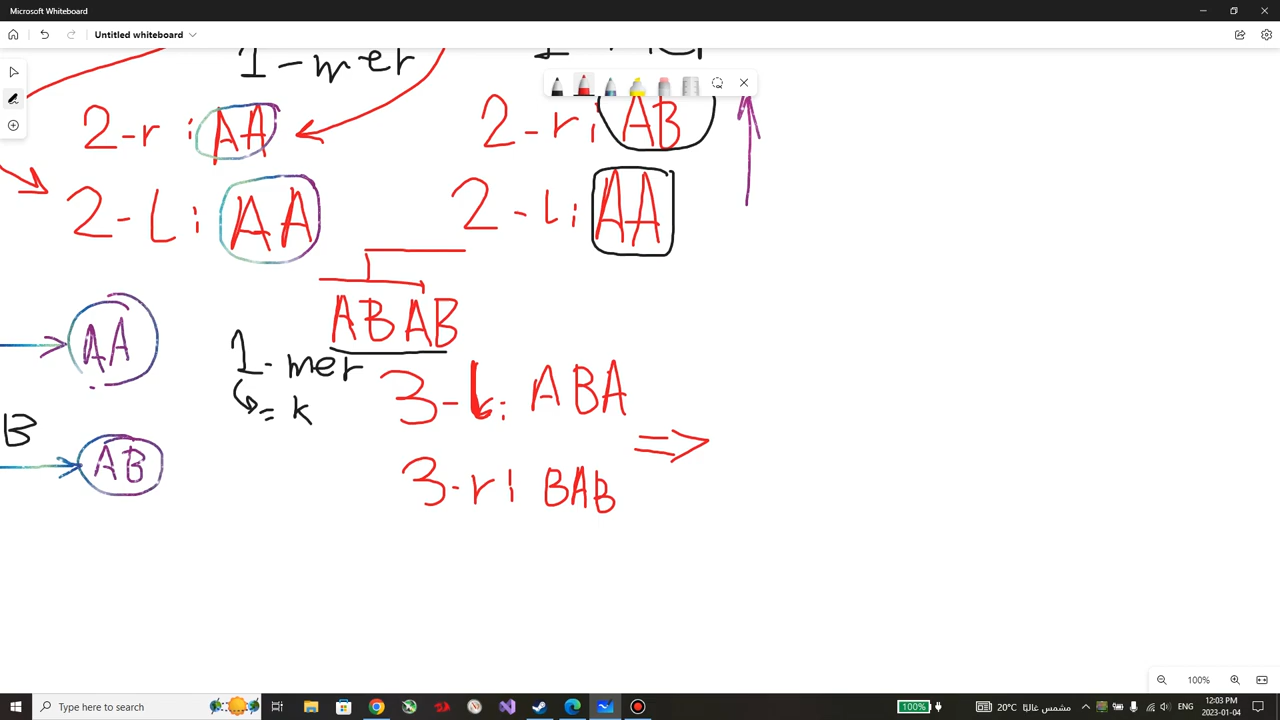 Microsoft Whiteboard
Untitled whiteboard
1-mer
2-r: AA
2-r: AB
2-L: AA
2-L: AA
ABAB
AA
1-mer
3-L: ABA
= k
B
AB
3-r: BAB
100%
Type here to search
100%
20°C مشمس غالبًا
ENG
12:03 PM
2023-01-04